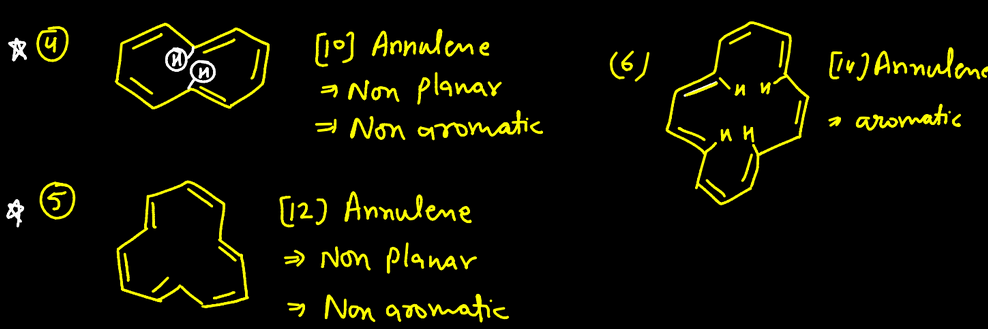 (4)
H
H
[10] Annulene
⇒ Non planar
⇒ Non aromatic
(5)
[12] Annulene
⇒ Non planar
⇒ Non aromatic
(6)
H H
H H
[14] Annulene
⇒ aromatic